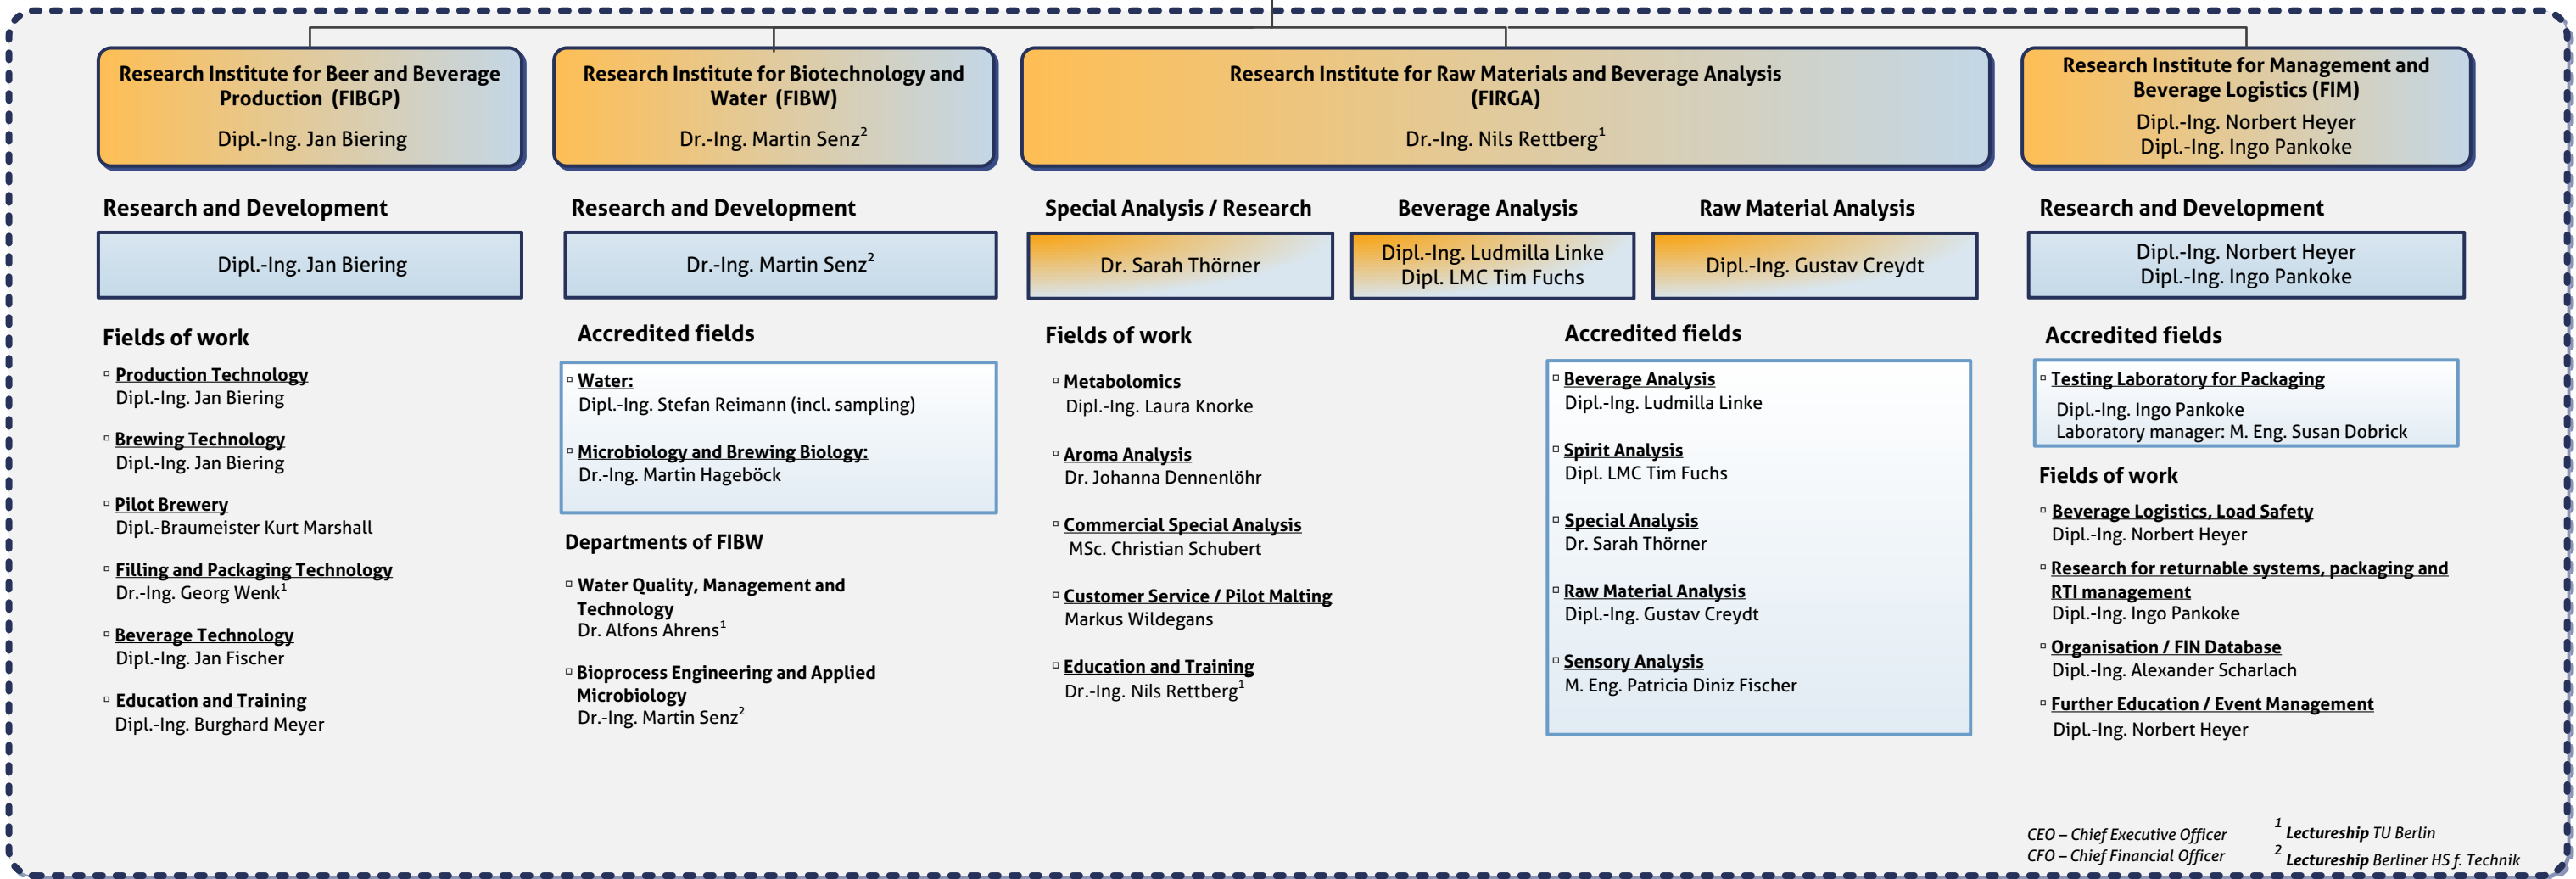 Research Institute for Beer and Beverage
Production (FIBGP)
Dipl.-Ing. Jan Biering
Research and Development
Dipl.-Ing. Jan Biering
Fields of work
▫ Production Technology
Dipl.-Ing. Jan Biering
▫ Brewing Technology
Dipl.-Ing. Jan Biering
▫ Pilot Brewery
Dipl.-Braumeister Kurt Marshall
▫ Filling and Packaging Technology
Dr.-Ing. Georg Wenk¹
▫ Beverage Technology
Dipl.-Ing. Jan Fischer
▫ Education and Training
Dipl.-Ing. Burghard Meyer
Research Institute for Biotechnology and
Water (FIBW)
Dr.-Ing. Martin Senz²
Research and Development
Dr.-Ing. Martin Senz²
Accredited fields
▫ Water:
Dipl.-Ing. Stefan Reimann (incl. sampling)
▫ Microbiology and Brewing Biology:
Dr.-Ing. Martin Hageböck
Departments of FIBW
▫ Water Quality, Management and
Technology
Dr. Alfons Ahrens¹
▫ Bioprocess Engineering and Applied
Microbiology
Dr.-Ing. Martin Senz²
Research Institute for Raw Materials and Beverage Analysis
(FIRGA)
Dr.-Ing. Nils Rettberg¹
Special Analysis / Research
Dr. Sarah Thörner
Beverage Analysis
Dipl.-Ing. Ludmilla Linke
Dipl. LMC Tim Fuchs
Raw Material Analysis
Dipl.-Ing. Gustav Creydt
Fields of work
▫ Metabolomics
Dipl.-Ing. Laura Knorke
▫ Aroma Analysis
Dr. Johanna Dennenlöhr
▫ Commercial Special Analysis
MSc. Christian Schubert
▫ Customer Service / Pilot Malting
Markus Wildegans
▫ Education and Training
Dr.-Ing. Nils Rettberg¹
Accredited fields
▫ Beverage Analysis
Dipl.-Ing. Ludmilla Linke
▫ Spirit Analysis
Dipl. LMC Tim Fuchs
▫ Special Analysis
Dr. Sarah Thörner
▫ Raw Material Analysis
Dipl.-Ing. Gustav Creydt
▫ Sensory Analysis
M. Eng. Patricia Diniz Fischer
Research Institute for Management and
Beverage Logistics (FIM)
Dipl.-Ing. Norbert Heyer
Dipl.-Ing. Ingo Pankoke
Research and Development
Dipl.-Ing. Norbert Heyer
Dipl.-Ing. Ingo Pankoke
Accredited fields
▫ Testing Laboratory for Packaging
Dipl.-Ing. Ingo Pankoke
Laboratory manager: M. Eng. Susan Dobrick
Fields of work
▫ Beverage Logistics, Load Safety
Dipl.-Ing. Norbert Heyer
▫ Research for returnable systems, packaging and
RTI management
Dipl.-Ing. Ingo Pankoke
▫ Organisation / FIN Database
Dipl.-Ing. Alexander Scharlach
▫ Further Education / Event Management
Dipl.-Ing. Norbert Heyer
CEO – Chief Executive Officer
CFO – Chief Financial Officer
¹ Lectureship TU Berlin
² Lectureship Berliner HS f. Technik